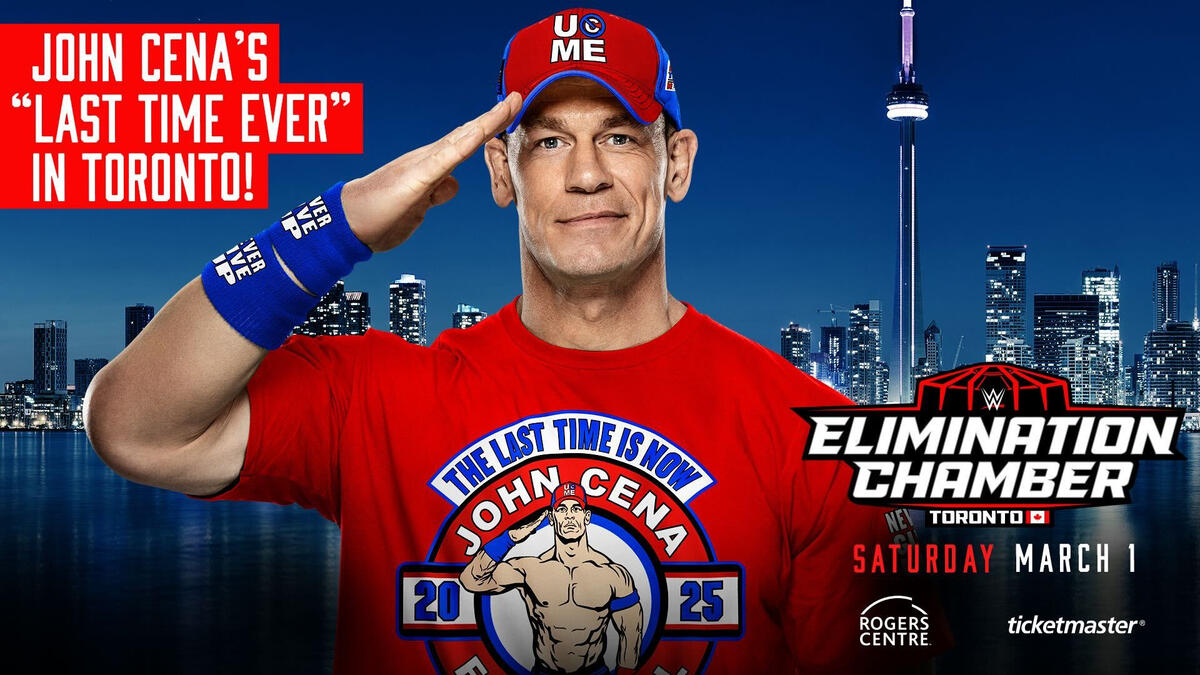 JOHN CENA'S
“LAST TIME EVER”
IN TORONTO!
U C
ME
THE LAST TIME IS NOW
JOHN CENA
U C
ME
20 25
W
ELIMINATION
CHAMBER
TORONTO
SATURDAY MARCH 1
ROGERS
CENTRE
ticketmaster®